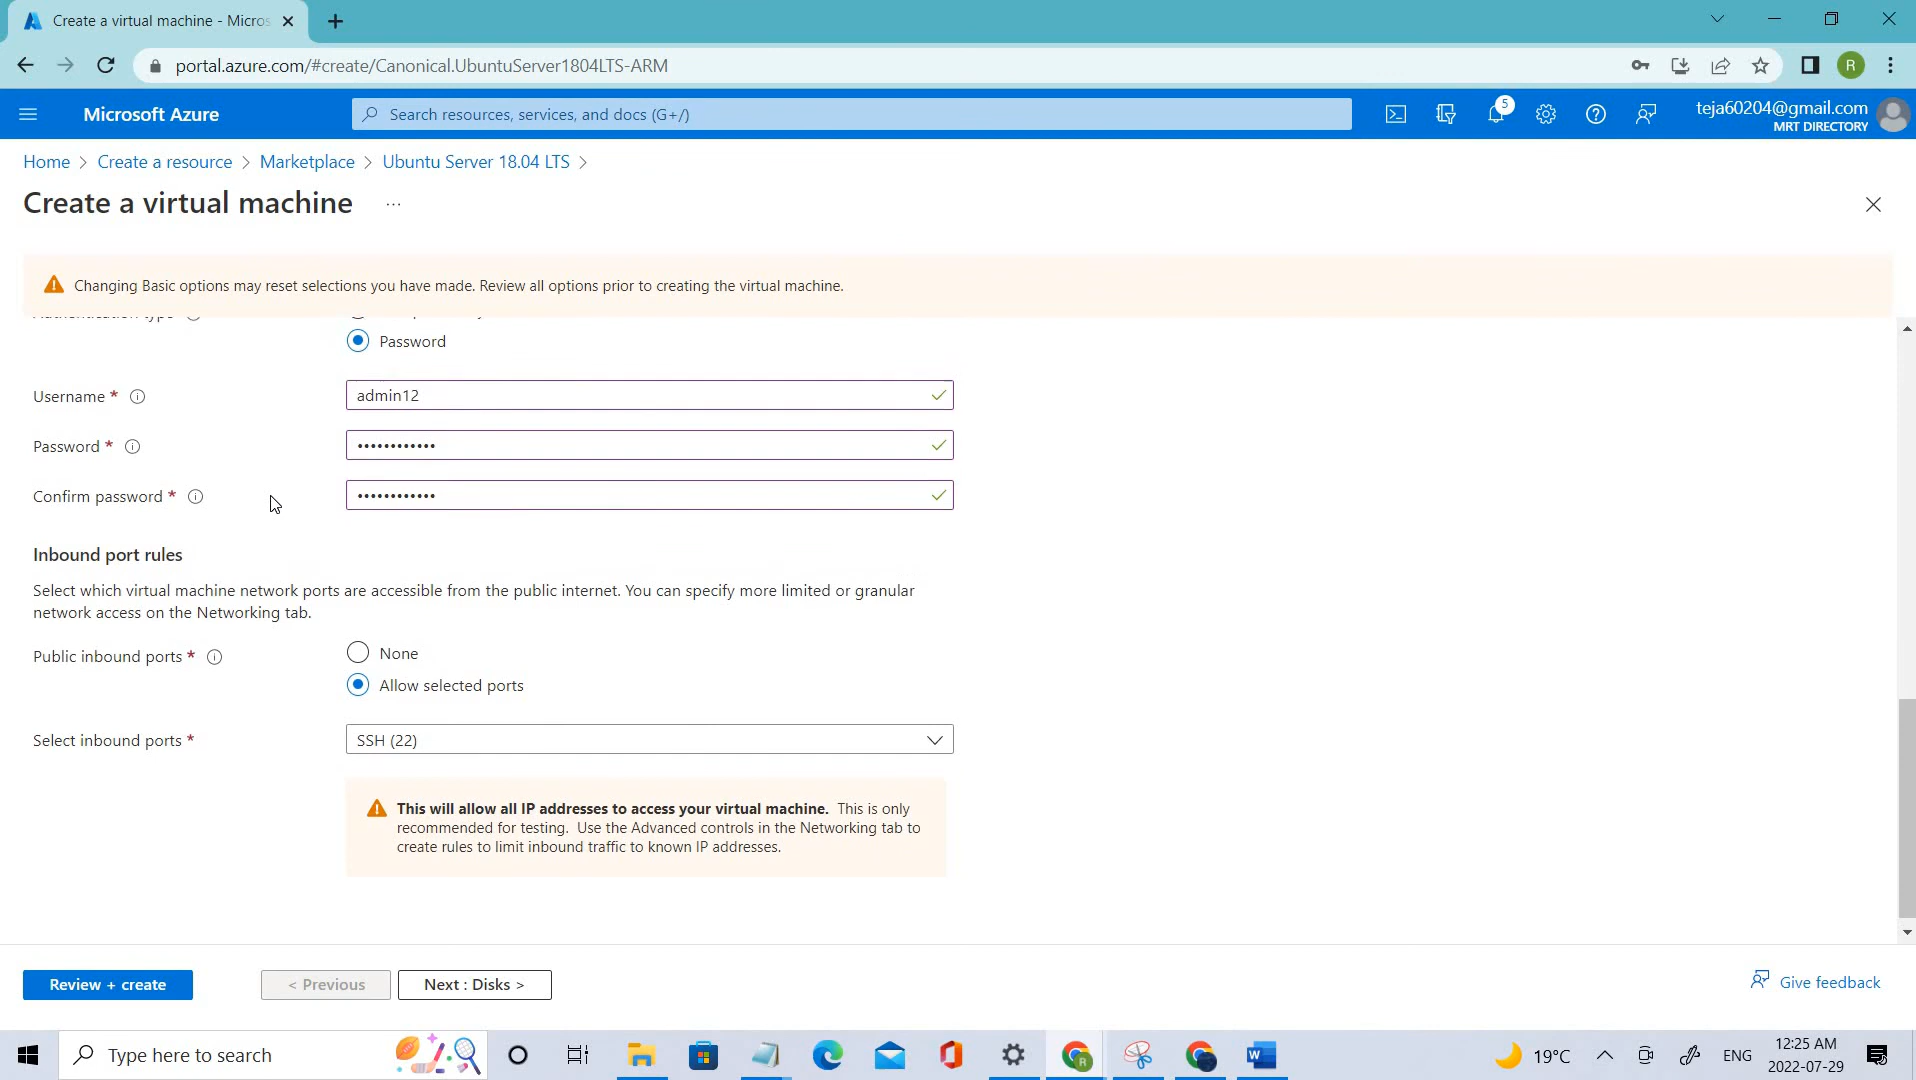 Create a virtual machine - Micros
portal.azure.com/#create/Canonical.UbuntuServer1804LTS-ARM
R
Microsoft Azure
Search resources, services, and docs (G+/)
5
teja60204@gmail.com
MRT DIRECTORY
Home > Create a resource > Marketplace > Ubuntu Server 18.04 LTS >
Create a virtual machine ...
Changing Basic options may reset selections you have made. Review all options prior to creating the virtual machine.
Authentication type
Password
Username *
admin12
Password *
••••••••••••
Confirm password *
••••••••••••
Inbound port rules
Select which virtual machine network ports are accessible from the public internet. You can specify more limited or granular
network access on the Networking tab.
Public inbound ports *
None
Allow selected ports
Select inbound ports *
SSH (22)
This will allow all IP addresses to access your virtual machine. This is only
recommended for testing. Use the Advanced controls in the Networking tab to
create rules to limit inbound traffic to known IP addresses.
Review + create
< Previous
Next : Disks >
Give feedback
Type here to search
19°C
ENG
12:25 AM
2022-07-29